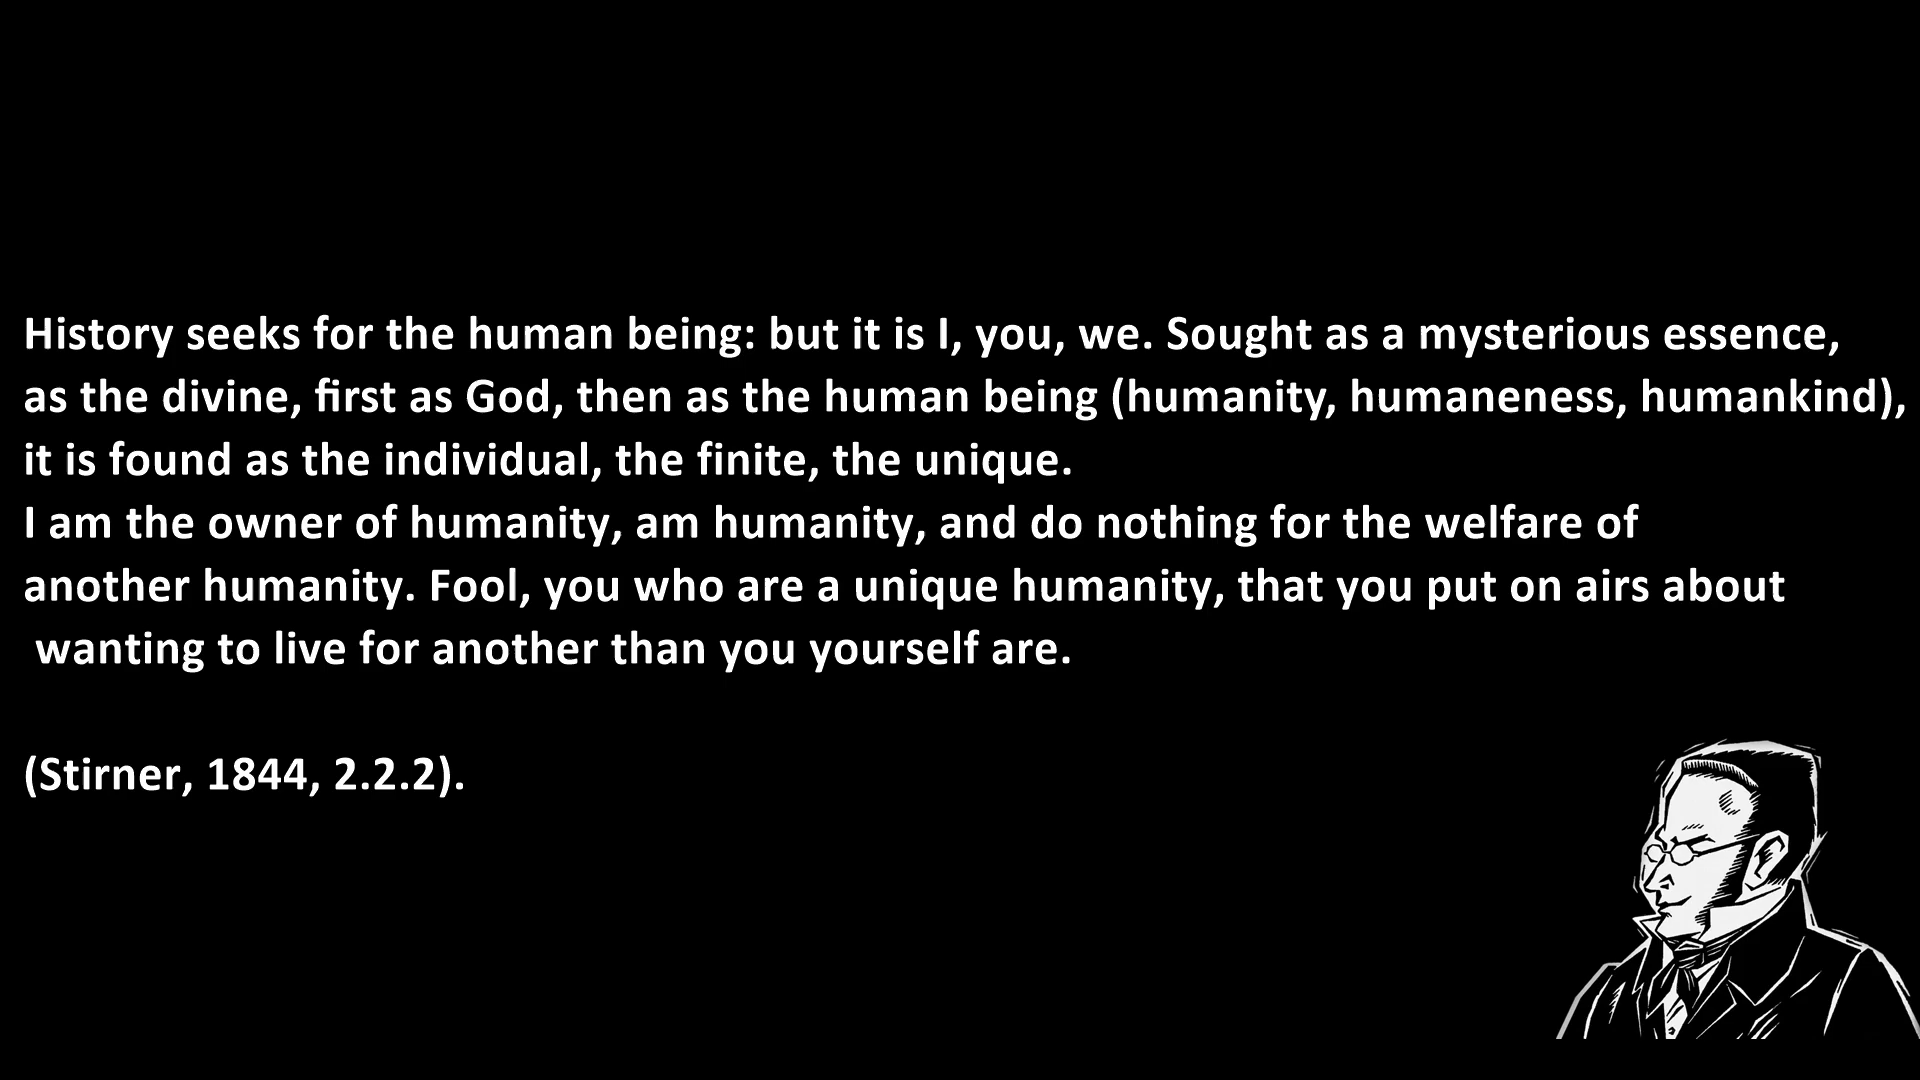 History seeks for the human being: but it is I, you, we. Sought as a mysterious essence,
as the divine, first as God, then as the human being (humanity, humaneness, humankind),
it is found as the individual, the finite, the unique.
I am the owner of humanity, am humanity, and do nothing for the welfare of
another humanity. Fool, you who are a unique humanity, that you put on airs about
wanting to live for another than you yourself are.
(Stirner, 1844, 2.2.2).